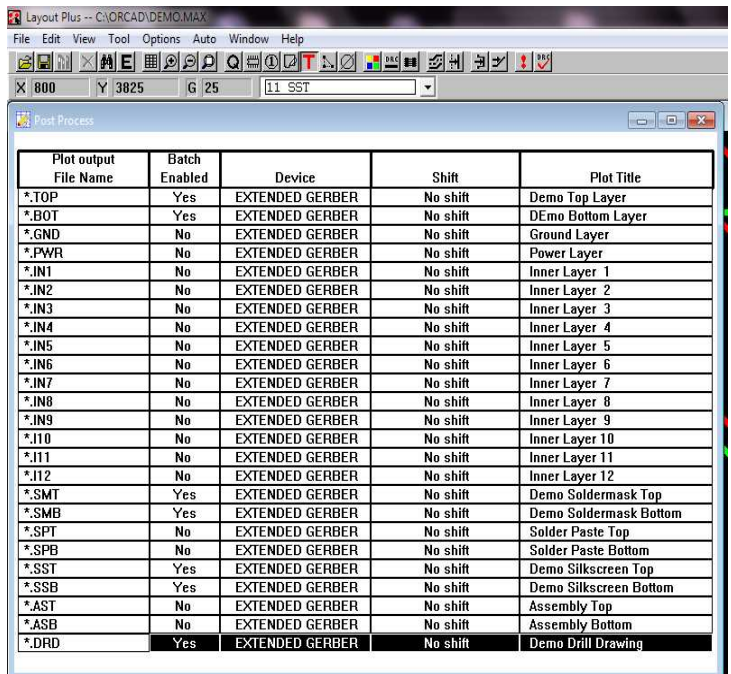 Layout Plus -- C:\ORCAD\DEMO.MAX
File Edit View Tool Options Auto Window Help
X 800 Y 3825 G 25 11 SST
Post Process
Plot output File Name Batch Enabled Device Shift Plot Title
*.TOP Yes EXTENDED GERBER No shift Demo Top Layer
*.BOT Yes EXTENDED GERBER No shift DEmo Bottom Layer
*.GND No EXTENDED GERBER No shift Ground Layer
*.PWR No EXTENDED GERBER No shift Power Layer
*.IN1 No EXTENDED GERBER No shift Inner Layer 1
*.IN2 No EXTENDED GERBER No shift Inner Layer 2
*.IN3 No EXTENDED GERBER No shift Inner Layer 3
*.IN4 No EXTENDED GERBER No shift Inner Layer 4
*.IN5 No EXTENDED GERBER No shift Inner Layer 5
*.IN6 No EXTENDED GERBER No shift Inner Layer 6
*.IN7 No EXTENDED GERBER No shift Inner Layer 7
*.IN8 No EXTENDED GERBER No shift Inner Layer 8
*.IN9 No EXTENDED GERBER No shift Inner Layer 9
*.I10 No EXTENDED GERBER No shift Inner Layer 10
*.I11 No EXTENDED GERBER No shift Inner Layer 11
*.I12 No EXTENDED GERBER No shift Inner Layer 12
*.SMT Yes EXTENDED GERBER No shift Demo Soldermask Top
*.SMB Yes EXTENDED GERBER No shift Demo Soldermask Bottom
*.SPT No EXTENDED GERBER No shift Solder Paste Top
*.SPB No EXTENDED GERBER No shift Solder Paste Bottom
*.SST Yes EXTENDED GERBER No shift Demo Silkscreen Top
*.SSB Yes EXTENDED GERBER No shift Demo Silkscreen Bottom
*.AST No EXTENDED GERBER No shift Assembly Top
*.ASB No EXTENDED GERBER No shift Assembly Bottom
*.DRD Yes EXTENDED GERBER No shift Demo Drill Drawing